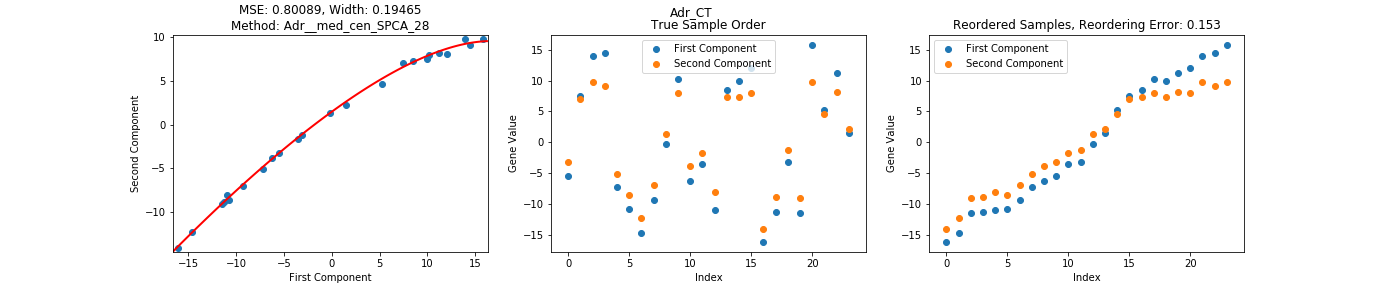 Adr_CT
MSE: 0.80089, Width: 0.19465
Method: Adr__med_cen_SPCA_28
10
5
0
−5
−10
Second Component
−15
−10
−5
0
5
10
15
First Component
True Sample Order
First Component
Second Component
15
10
5
0
−5
−10
−15
Gene Value
0
5
10
15
20
Index
Reordered Samples, Reordering Error: 0.153
First Component
Second Component
15
10
5
0
−5
−10
−15
Gene Value
0
5
10
15
20
Index